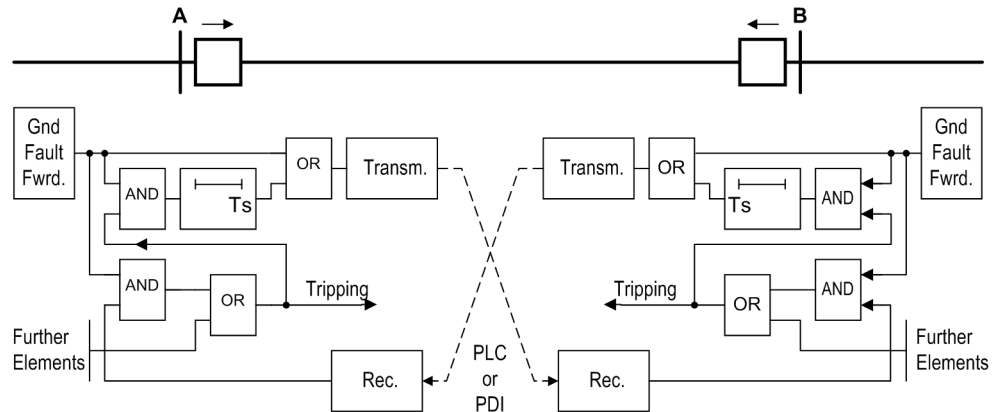 A
B
Gnd
Fault
Fwrd.
AND
Ts
OR
Transm.
Transm.
OR
Ts
AND
Gnd
Fault
Fwrd.
AND
OR
Tripping
Tripping
OR
AND
Further
Elements
Rec.
PLC
or
PDI
Rec.
Further
Elements